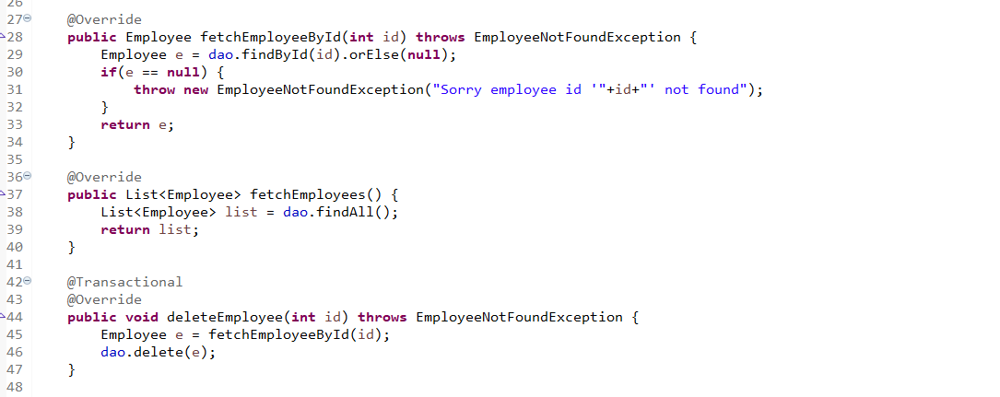 26
27 @Override
28 public Employee fetchEmployeeById(int id) throws EmployeeNotFoundException {
29 Employee e = dao.findById(id).orElse(null);
30 if(e == null) {
31 throw new EmployeeNotFoundException("Sorry employee id '"+id+"' not found");
32 }
33 return e;
34 }
35
36 @Override
37 public List<Employee> fetchEmployees() {
38 List<Employee> list = dao.findAll();
39 return list;
40 }
41
42 @Transactional
43 @Override
44 public void deleteEmployee(int id) throws EmployeeNotFoundException {
45 Employee e = fetchEmployeeById(id);
46 dao.delete(e);
47 }
48